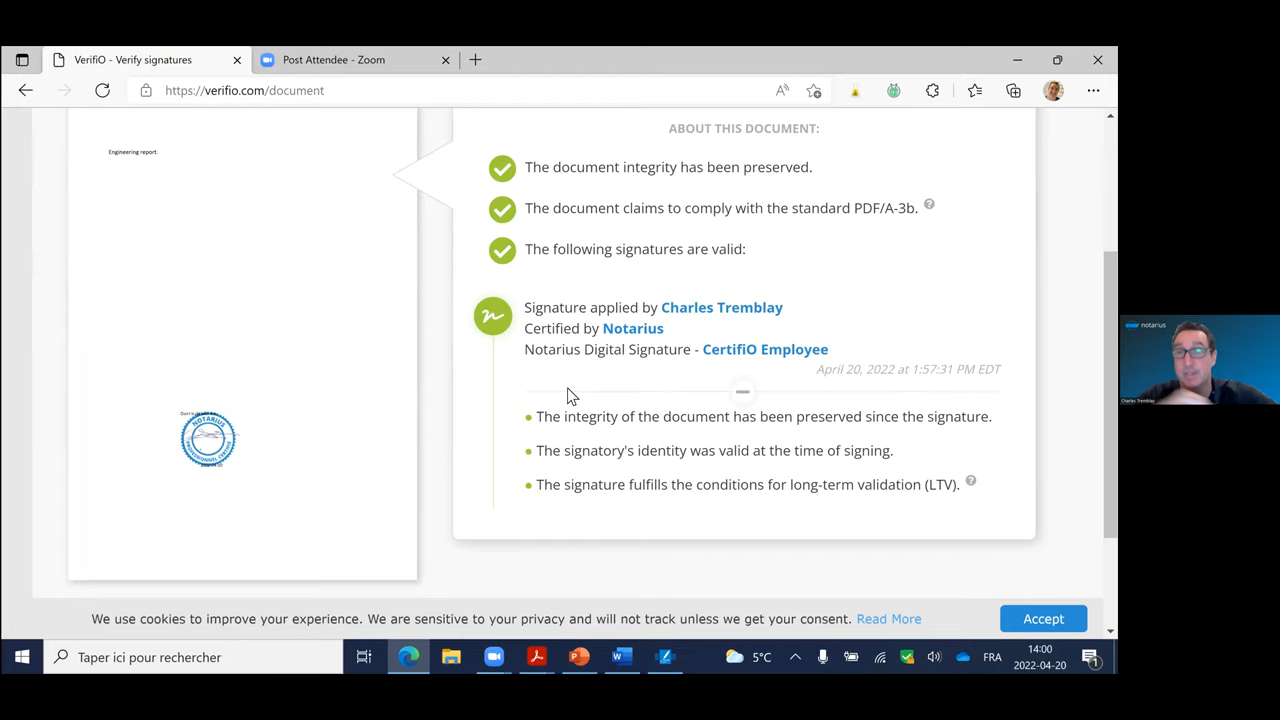 VerifiO - Verify signatures
Post Attendee - Zoom
https://verifio.com/document
Engineering report.
NOTARIUS
ABOUT THIS DOCUMENT:
The document integrity has been preserved.
The document claims to comply with the standard PDF/A-3b. ?
The following signatures are valid:
Signature applied by Charles Tremblay
Certified by Notarius
Notarius Digital Signature - CertifiO Employee
April 20, 2022 at 1:57:31 PM EDT
The integrity of the document has been preserved since the signature.
The signatory's identity was valid at the time of signing.
The signature fulfills the conditions for long-term validation (LTV). ?
notarius
Charles Tremblay
We use cookies to improve your experience. We are sensitive to your privacy and will not track unless we get your consent. Read More
Accept
Taper ici pour rechercher
5°C
FRA
14:00
2022-04-20
1